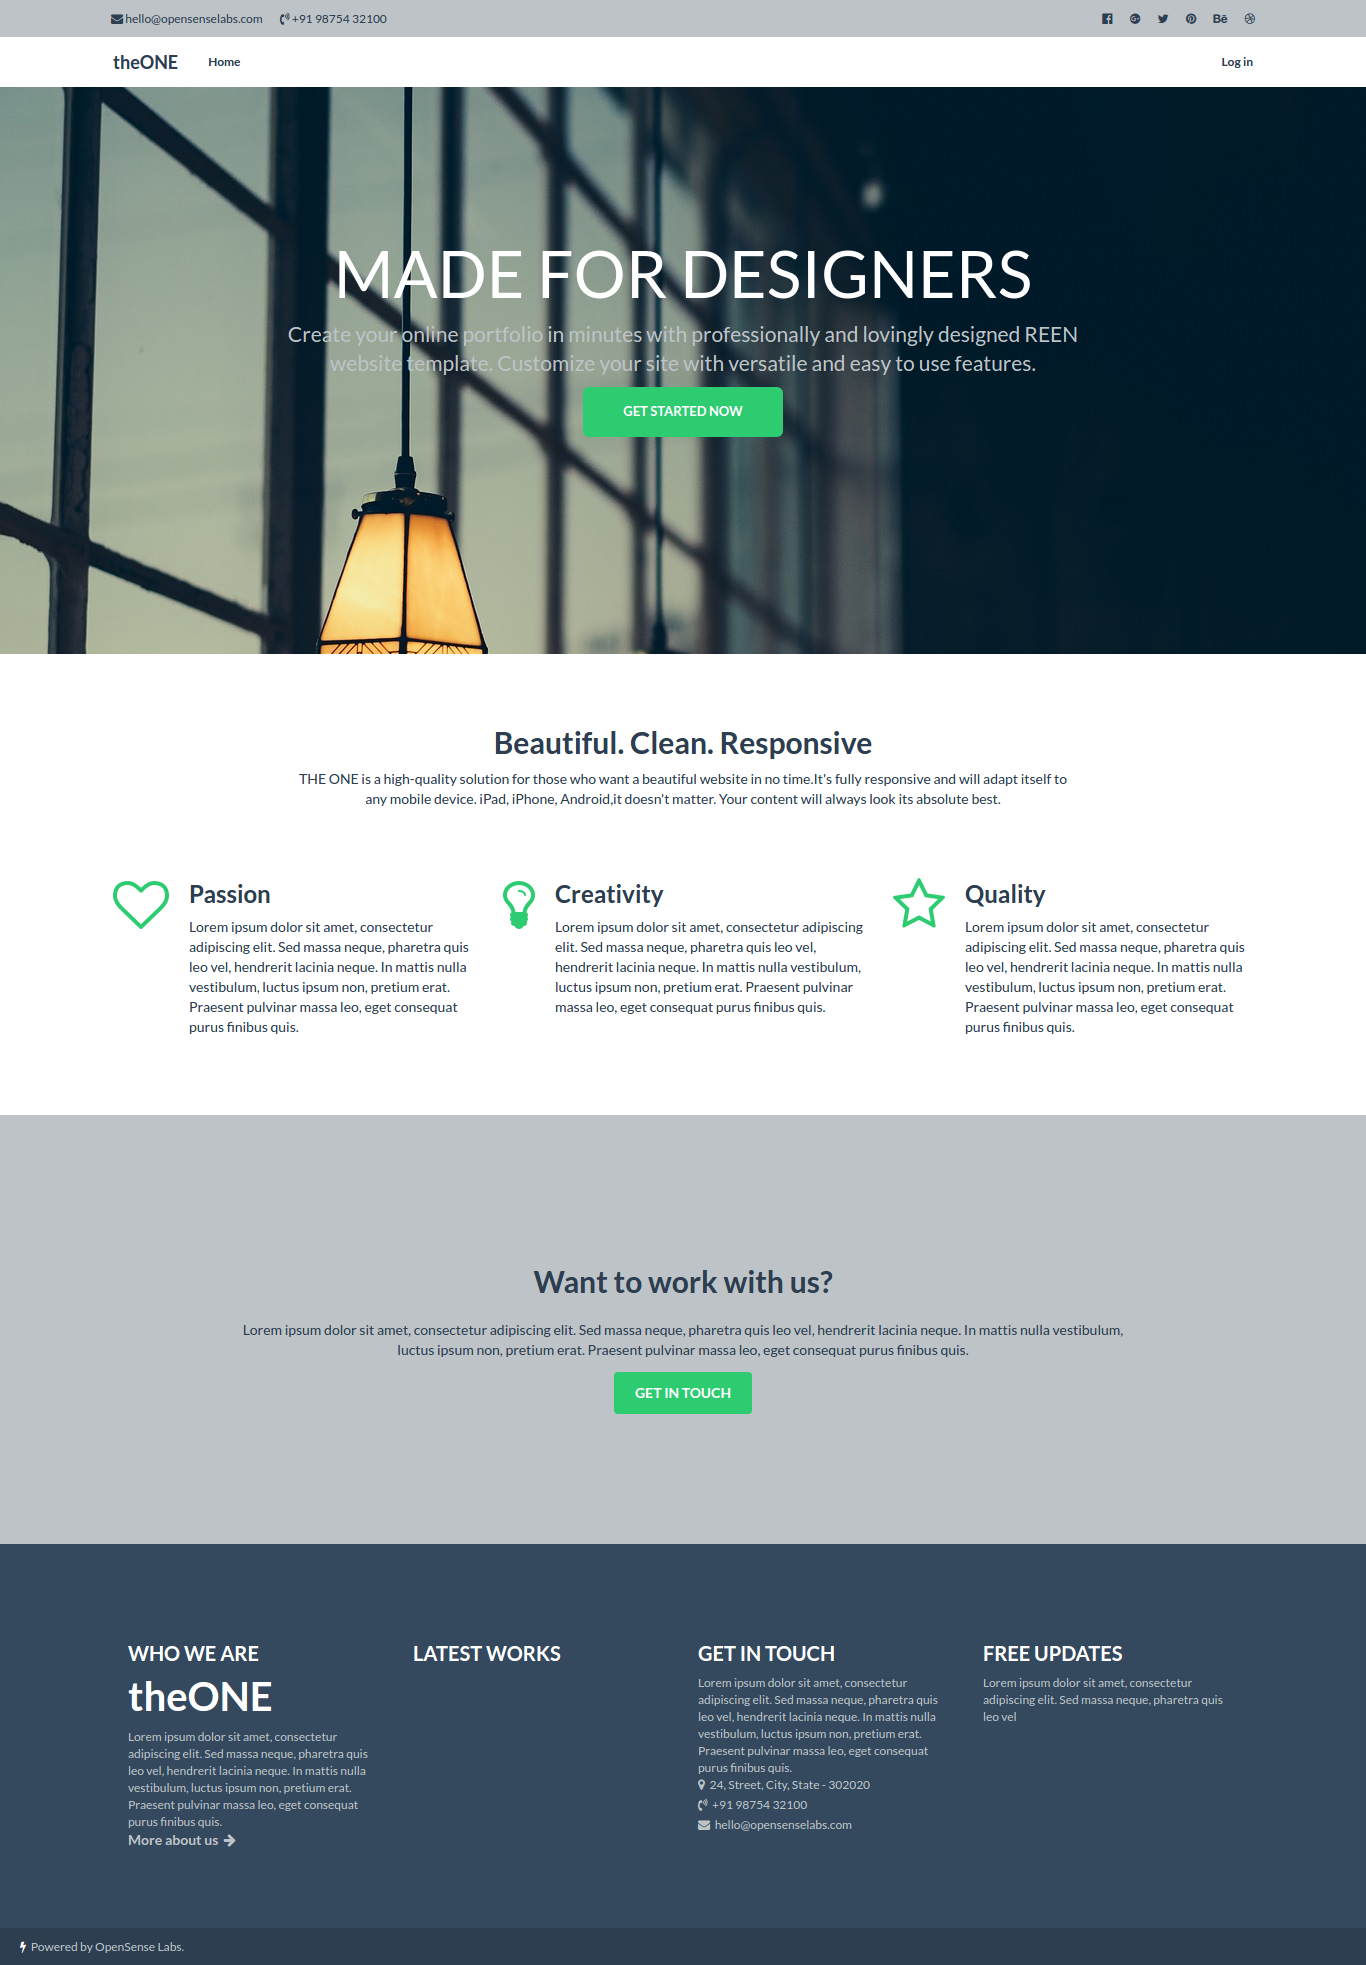 hello@opensenselabs.com +91 98754 32100
theONE Home Log in
MADE FOR DESIGNERS
Create your online portfolio in minutes with professionally and lovingly designed REEN
website template. Customize your site with versatile and easy to use features.
GET STARTED NOW
Beautiful. Clean. Responsive
THE ONE is a high-quality solution for those who want a beautiful website in no time.It's fully responsive and will adapt itself to
any mobile device. iPad, iPhone, Android,it doesn't matter. Your content will always look its absolute best.
Passion
Lorem ipsum dolor sit amet, consectetur
adipiscing elit. Sed massa neque, pharetra quis
leo vel, hendrerit lacinia neque. In mattis nulla
vestibulum, luctus ipsum non, pretium erat.
Praesent pulvinar massa leo, eget consequat
purus finibus quis.
Creativity
Lorem ipsum dolor sit amet, consectetur adipiscing
elit. Sed massa neque, pharetra quis leo vel,
hendrerit lacinia neque. In mattis nulla vestibulum,
luctus ipsum non, pretium erat. Praesent pulvinar
massa leo, eget consequat purus finibus quis.
Quality
Lorem ipsum dolor sit amet, consectetur
adipiscing elit. Sed massa neque, pharetra quis
leo vel, hendrerit lacinia neque. In mattis nulla
vestibulum, luctus ipsum non, pretium erat.
Praesent pulvinar massa leo, eget consequat
purus finibus quis.
Want to work with us?
Lorem ipsum dolor sit amet, consectetur adipiscing elit. Sed massa neque, pharetra quis leo vel, hendrerit lacinia neque. In mattis nulla vestibulum,
luctus ipsum non, pretium erat. Praesent pulvinar massa leo, eget consequat purus finibus quis.
GET IN TOUCH
WHO WE ARE
theONE
Lorem ipsum dolor sit amet, consectetur
adipiscing elit. Sed massa neque, pharetra quis
leo vel, hendrerit lacinia neque. In mattis nulla
vestibulum, luctus ipsum non, pretium erat.
Praesent pulvinar massa leo, eget consequat
purus finibus quis.
More about us
LATEST WORKS
GET IN TOUCH
Lorem ipsum dolor sit amet, consectetur
adipiscing elit. Sed massa neque, pharetra quis
leo vel, hendrerit lacinia neque. In mattis nulla
vestibulum, luctus ipsum non, pretium erat.
Praesent pulvinar massa leo, eget consequat
purus finibus quis.
24, Street, City, State - 302020
+91 98754 32100
hello@opensenselabs.com
FREE UPDATES
Lorem ipsum dolor sit amet, consectetur
adipiscing elit. Sed massa neque, pharetra quis
leo vel
Powered by OpenSense Labs.